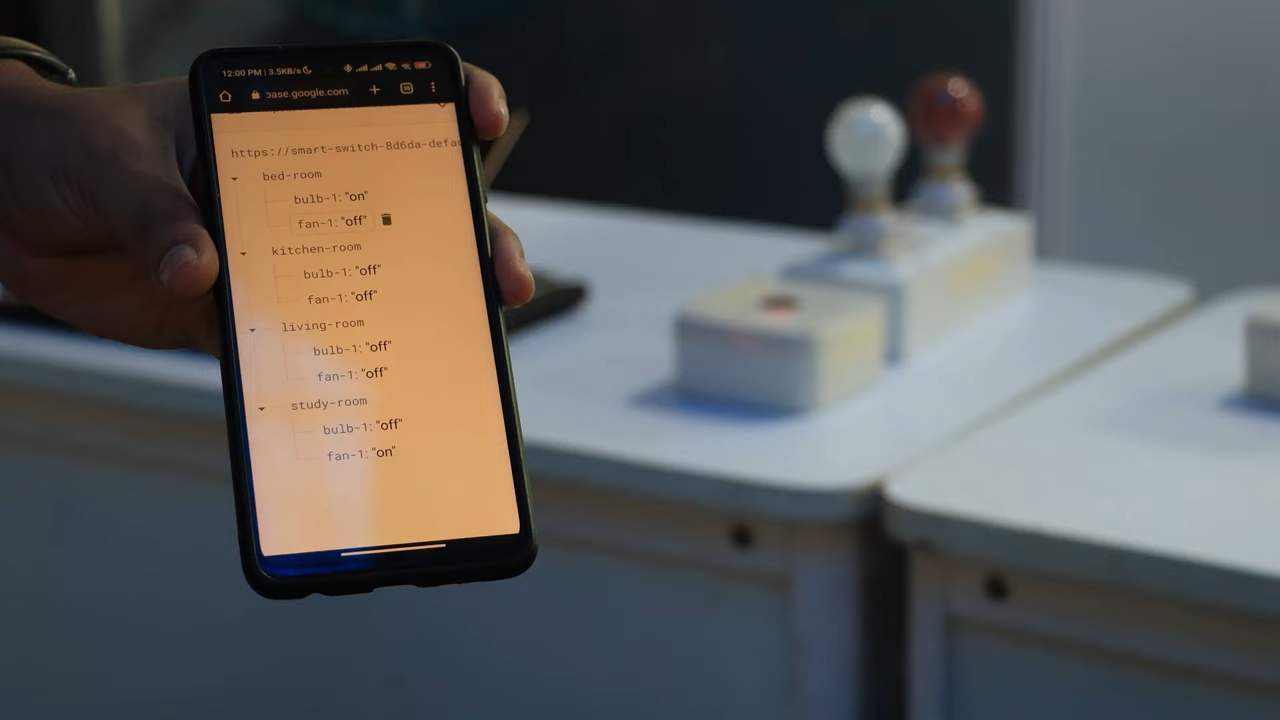 12:00 PM | 3.5KB/s
base.google.com
https://smart-switch-8d6da-defau
bed-room
bulb-1: "on"
fan-1: "off"
kitchen-room
bulb-1: "off"
fan-1: "off"
living-room
bulb-1: "off"
fan-1: "off"
study-room
bulb-1: "off"
fan-1: "on"